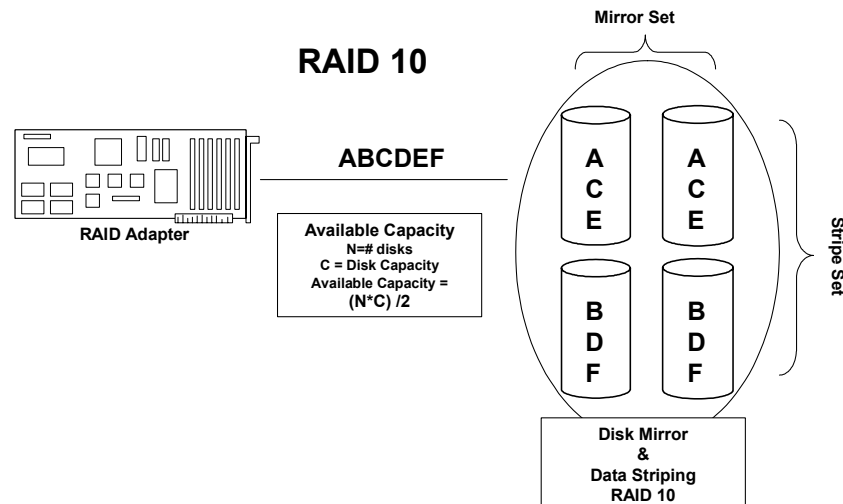 Mirror Set
RAID 10
ABCDEF
RAID Adapter
Available Capacity
N=# disks
C = Disk Capacity
Available Capacity =
(N*C) /2
A
C
E
A
C
E
B
D
F
B
D
F
Stripe Set
Disk Mirror
&
Data Striping
RAID 10